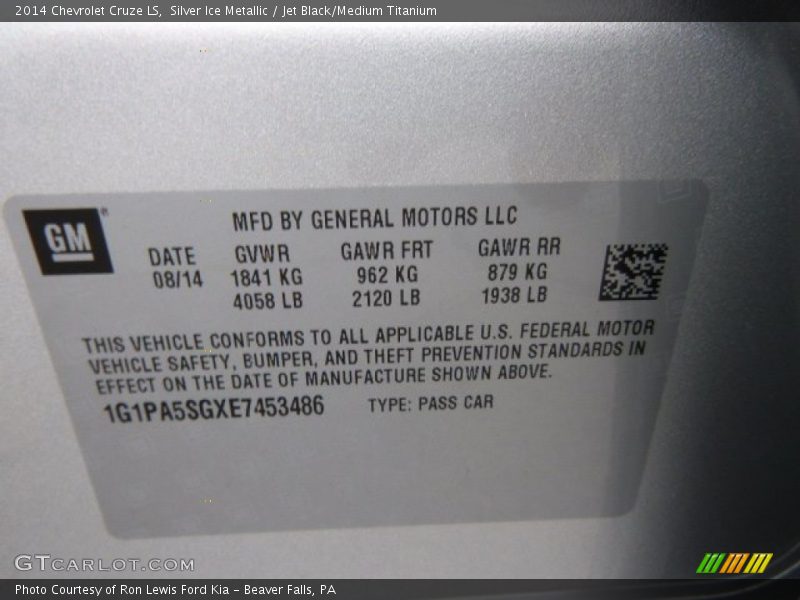 2014 Chevrolet Cruze LS,  Silver Ice Metallic / Jet Black/Medium Titanium
GM®
MFD BY GENERAL MOTORS LLC
DATE GVWR GAWR FRT GAWR RR
08/14 1841 KG 962 KG 879 KG
4058 LB 2120 LB 1938 LB
THIS VEHICLE CONFORMS TO ALL APPLICABLE U.S. FEDERAL MOTOR
VEHICLE SAFETY, BUMPER, AND THEFT PREVENTION STANDARDS IN
EFFECT ON THE DATE OF MANUFACTURE SHOWN ABOVE.
1G1PA5SGXE7453486 TYPE: PASS CAR
GTCARLOT.COM
Photo Courtesy of Ron Lewis Ford Kia – Beaver Falls, PA